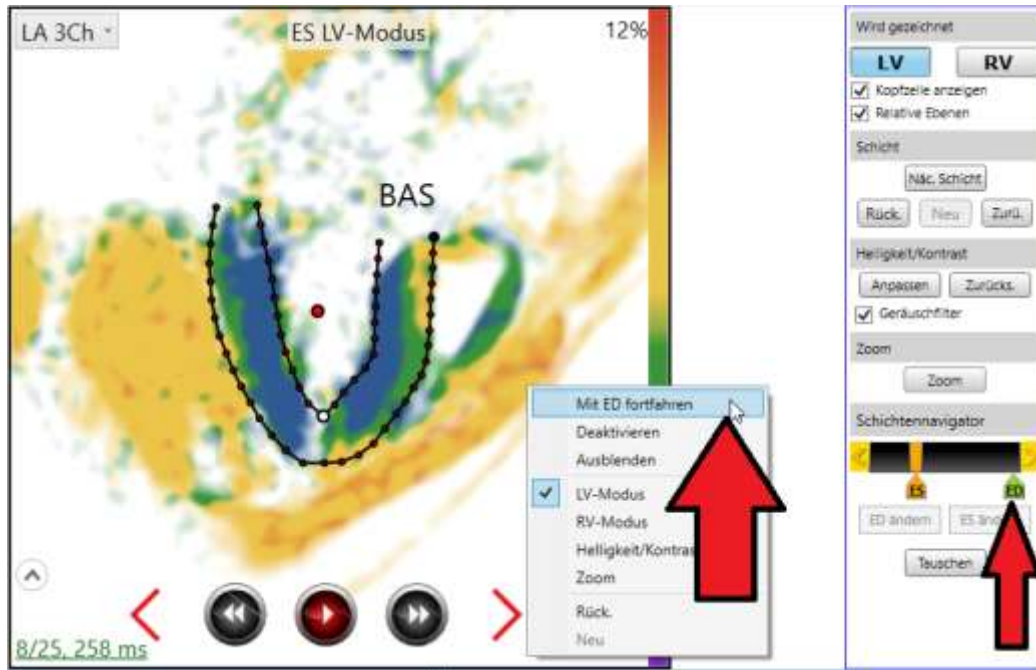 LA 3Ch
ES LV-Modus
12%
BAS
8/25, 258 ms
Mit ED fortfahren
Deaktivieren
Ausblenden
LV-Modus
RV-Modus
Helligkeit/Kontras
Zoom
Rück.
Neu
Wird gezeichnet
LV RV
Kopfzeile anzeigen
Relative Ebenen
Schicht
Näc. Schicht
Rück. Neu Zurü.
Helligkeit/Kontrast
Anpassen Zurücks.
Geräuschfilter
Zoom
Zoom
Schichtennavigator
ES ED
ED ändern ES än
Tauschen